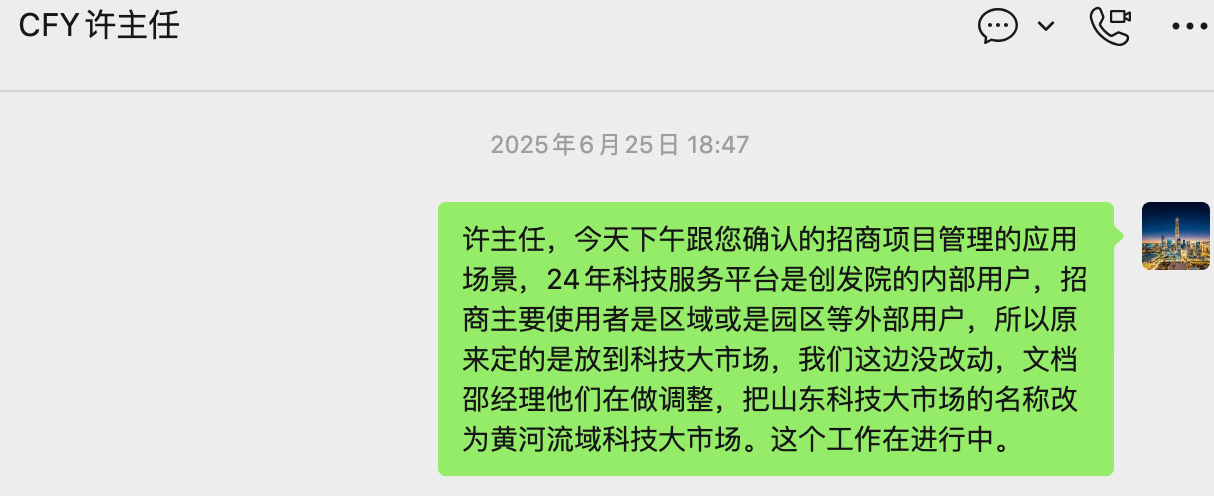 CFY许主任
2025年6月25日 18:47
许主任，今天下午跟您确认的招商项目管理的应用
场景，24年科技服务平台是创发院的内部用户，招
商主要使用者是区域或是园区等外部用户，所以原
来定的是放到科技大市场，我们这边没改动，文档
邵经理他们在做调整，把山东科技大市场的名称改
为黄河流域科技大市场。这个工作在进行中。